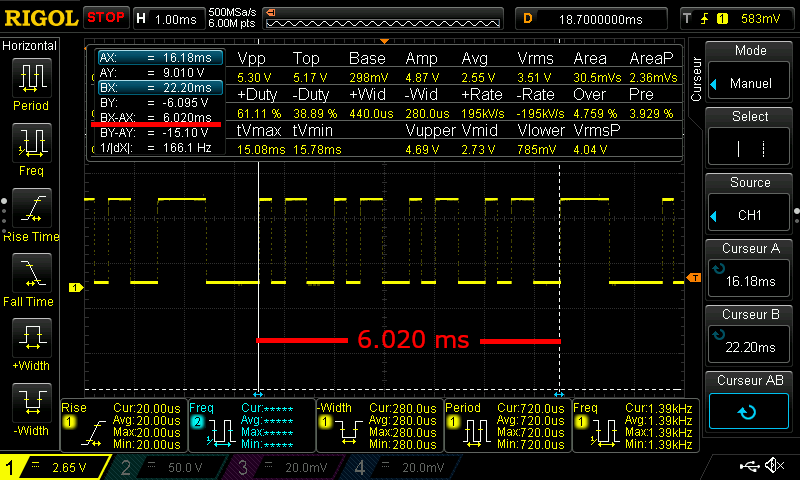 RIGOL STOP H 1.00ms 500MSa/s 6.00M pts D 18.7000000ms T 1 583mV
Horizontal
Period
Freq
Rise Time
Fall Time
+Width
-Width
AX: = 16.18ms
AY: = 9.010 V
BX: = 22.20ms
BY: = -6.095 V
BX-AX: = 6.020ms
BY-AY: = -15.10 V
1/|dX|: = 166.1 Hz
Vpp Top Base Amp Avg Vrms Area AreaP
5.30 V 5.17 V 298mV 4.87 V 2.55 V 3.51 V 30.5mVs 2.36mVs
+Duty -Duty +Wid -Wid +Rate -Rate Over Pre
61.11 % 38.89 % 440.0us 280.0us 195kV/s -195kV/s 4.759 % 3.929 %
tVmax tVmin Vupper Vmid Vlower VrmsP
15.08ms 15.78ms 4.69 V 2.73 V 785mV 4.04 V
1
T
6.020 ms
Curseur
Mode
Manuel
Select
Source
CH1
Curseur A
16.18ms
Curseur B
22.20ms
Curseur AB
Rise
1
Cur:20.00us
Avg:20.00us
Max:20.00us
Min:20.00us
Freq
2
Cur:*****
Avg:*****
Max:*****
Min:*****
-Width
1
Cur:280.0us
Avg:280.0us
Max:280.0us
Min:280.0us
Period
1
Cur:720.0us
Avg:720.0us
Max:720.0us
Min:720.0us
Freq
1
Cur:1.39kHz
Avg:1.39kHz
Max:1.39kHz
Min:1.39kHz
1 2.65 V 2 50.0 V 3 20.0mV 4 20.0mV